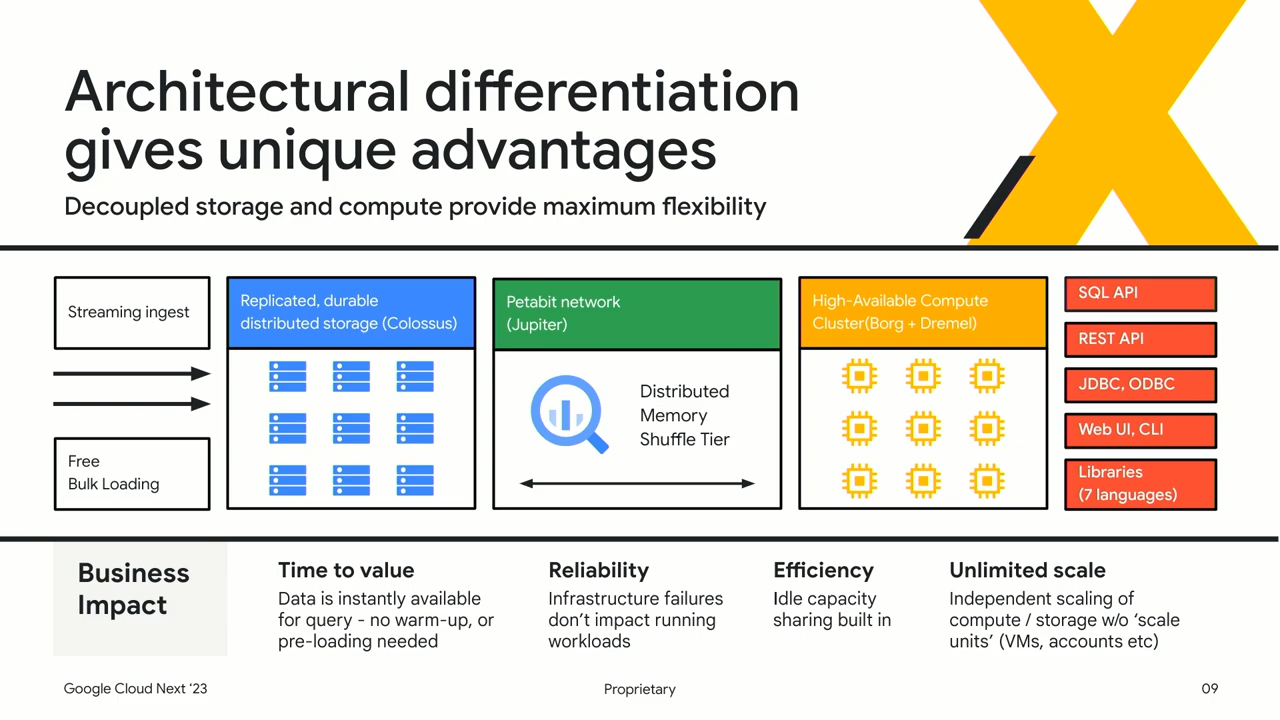 Architectural differentiation
gives unique advantages
Decoupled storage and compute provide maximum flexibility
Streaming ingest
Free
Bulk Loading
Replicated, durable
distributed storage (Colossus)
Petabit network
(Jupiter)
Distributed
Memory
Shuffle Tier
High-Available Compute
Cluster(Borg + Dremel)
SQL API
REST API
JDBC, ODBC
Web UI, CLI
Libraries
(7 languages)
Business
Impact
Time to value
Data is instantly available
for query - no warm-up, or
pre-loading needed
Reliability
Infrastructure failures
don’t impact running
workloads
Efficiency
Idle capacity
sharing built in
Unlimited scale
Independent scaling of
compute / storage w/o ‘scale
units’ (VMs, accounts etc)
Google Cloud Next ‘23
Proprietary
09